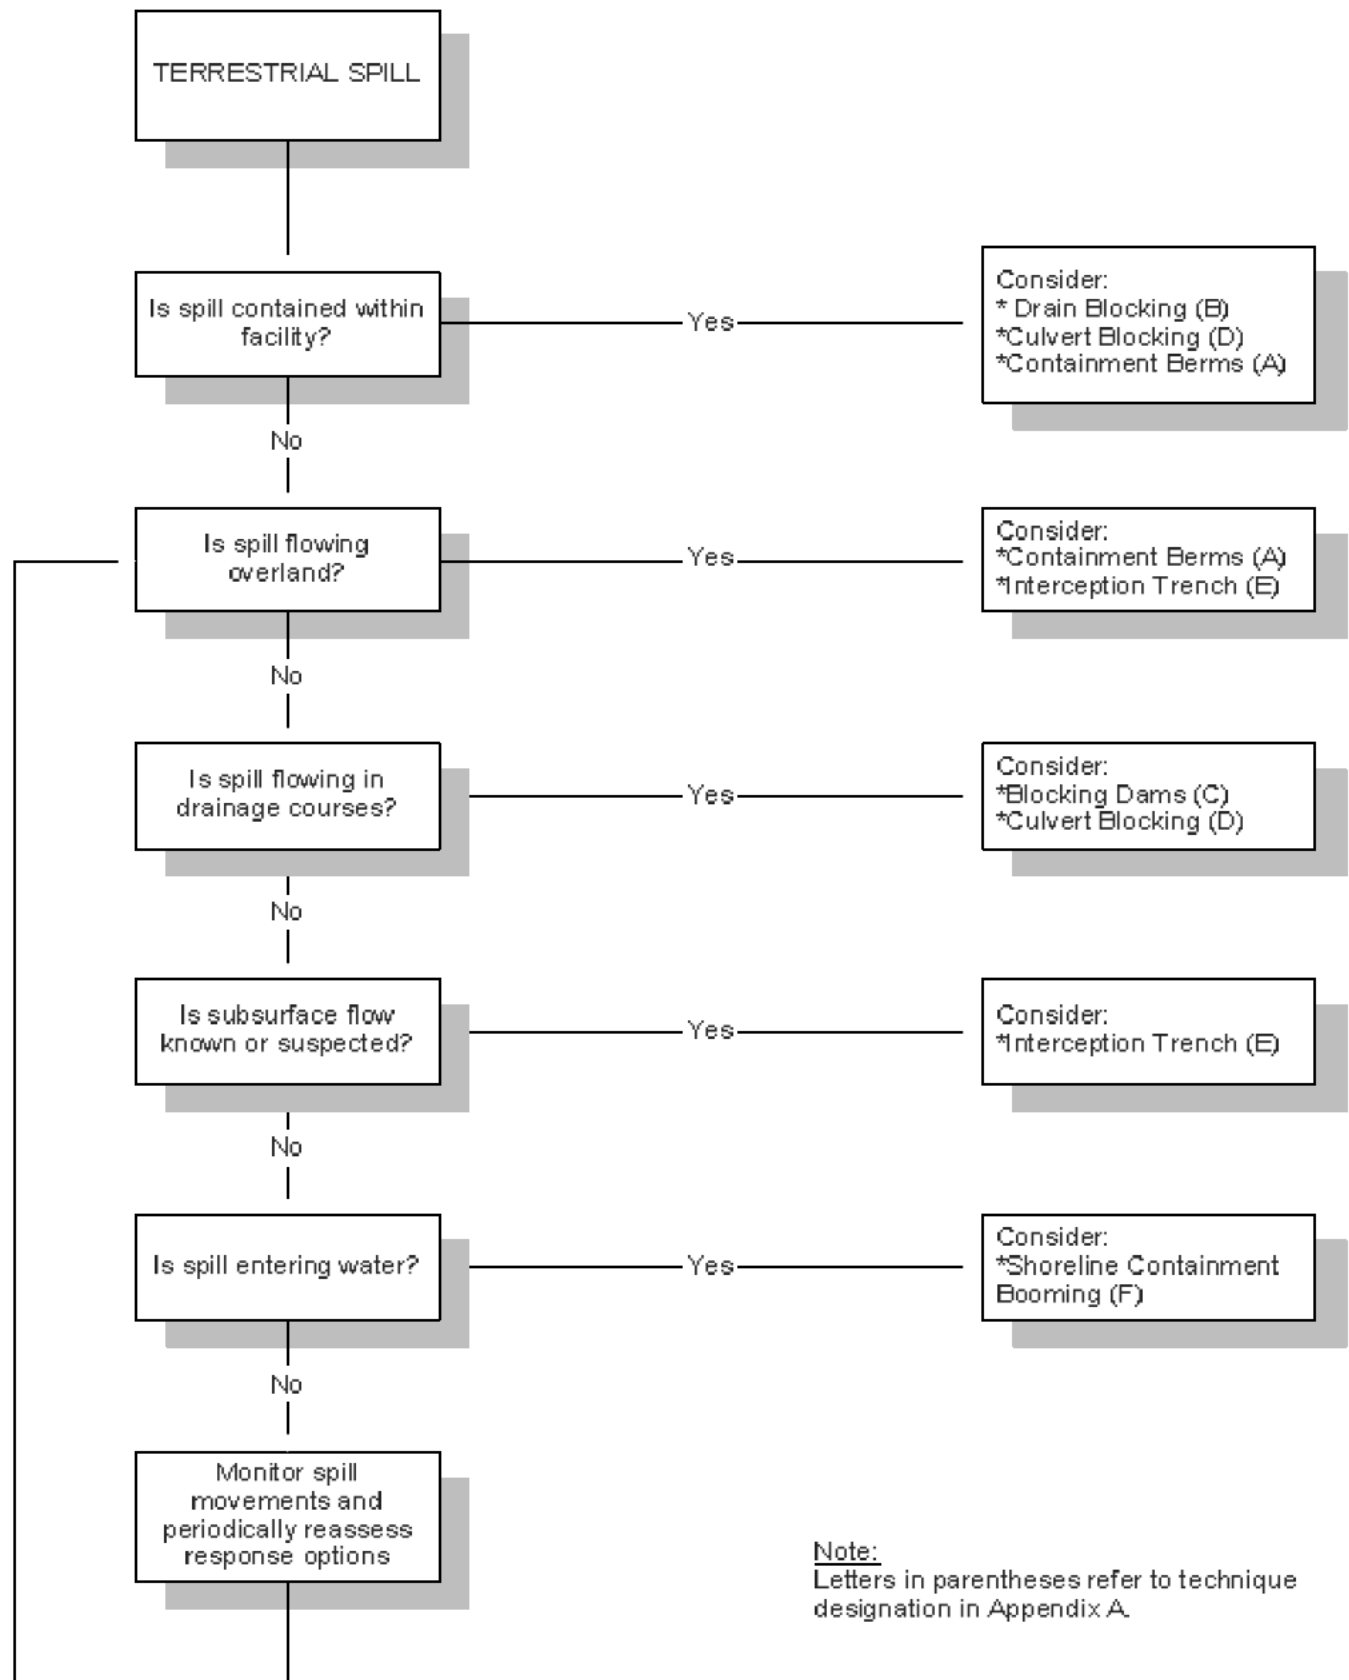 TERRESTRIAL SPILL
Is spill contained within
facility?
Yes
Consider:
* Drain Blocking (B)
*Culvert Blocking (D)
*Containment Berms (A)
No
Is spill flowing
overland?
Yes
Consider:
*Containment Berms (A)
*Interception Trench (E)
No
Is spill flowing in
drainage courses?
Yes
Consider:
*Blocking Dams (C)
*Culvert Blocking (D)
No
Is subsurface flow
known or suspected?
Yes
Consider:
*Interception Trench (E)
No
Is spill entering water?
Yes
Consider:
*Shoreline Containment
Booming (F)
No
Monitor spill
movements and
periodically reassess
response options
Note:
Letters in parentheses refer to technique
designation in Appendix A.